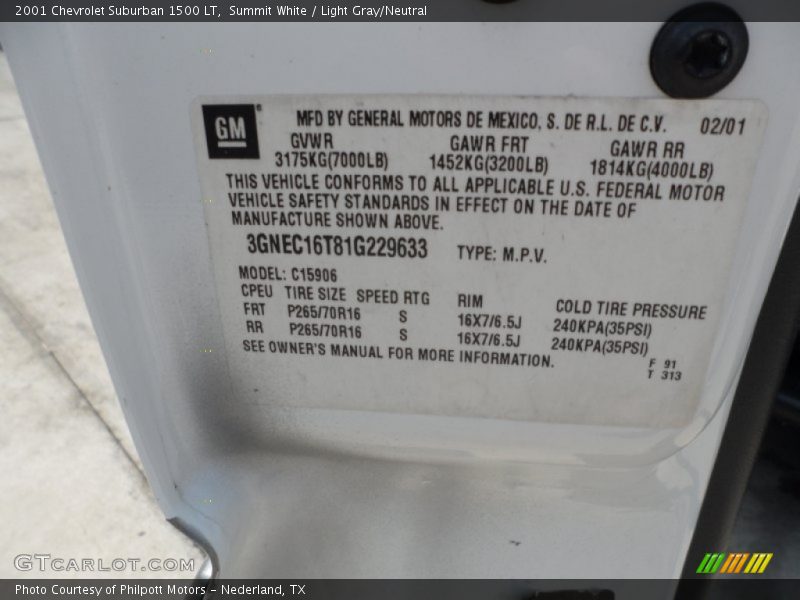 2001 Chevrolet Suburban 1500 LT,  Summit White / Light Gray/Neutral
GM
MFD BY GENERAL MOTORS DE MEXICO, S. DE R.L. DE C.V. 02/01
GVWR GAWR FRT GAWR RR
3175KG(7000LB) 1452KG(3200LB) 1814KG(4000LB)
THIS VEHICLE CONFORMS TO ALL APPLICABLE U.S. FEDERAL MOTOR
VEHICLE SAFETY STANDARDS IN EFFECT ON THE DATE OF
MANUFACTURE SHOWN ABOVE.
3GNEC16T81G229633 TYPE: M.P.V.
MODEL: C15906
CPEU TIRE SIZE SPEED RTG RIM COLD TIRE PRESSURE
FRT P265/70R16 S 16X7/6.5J 240KPA(35PSI)
RR P265/70R16 S 16X7/6.5J 240KPA(35PSI)
SEE OWNER'S MANUAL FOR MORE INFORMATION.
F 91
T 313
GTcarlot.com
Photo Courtesy of Philpott Motors - Nederland, TX